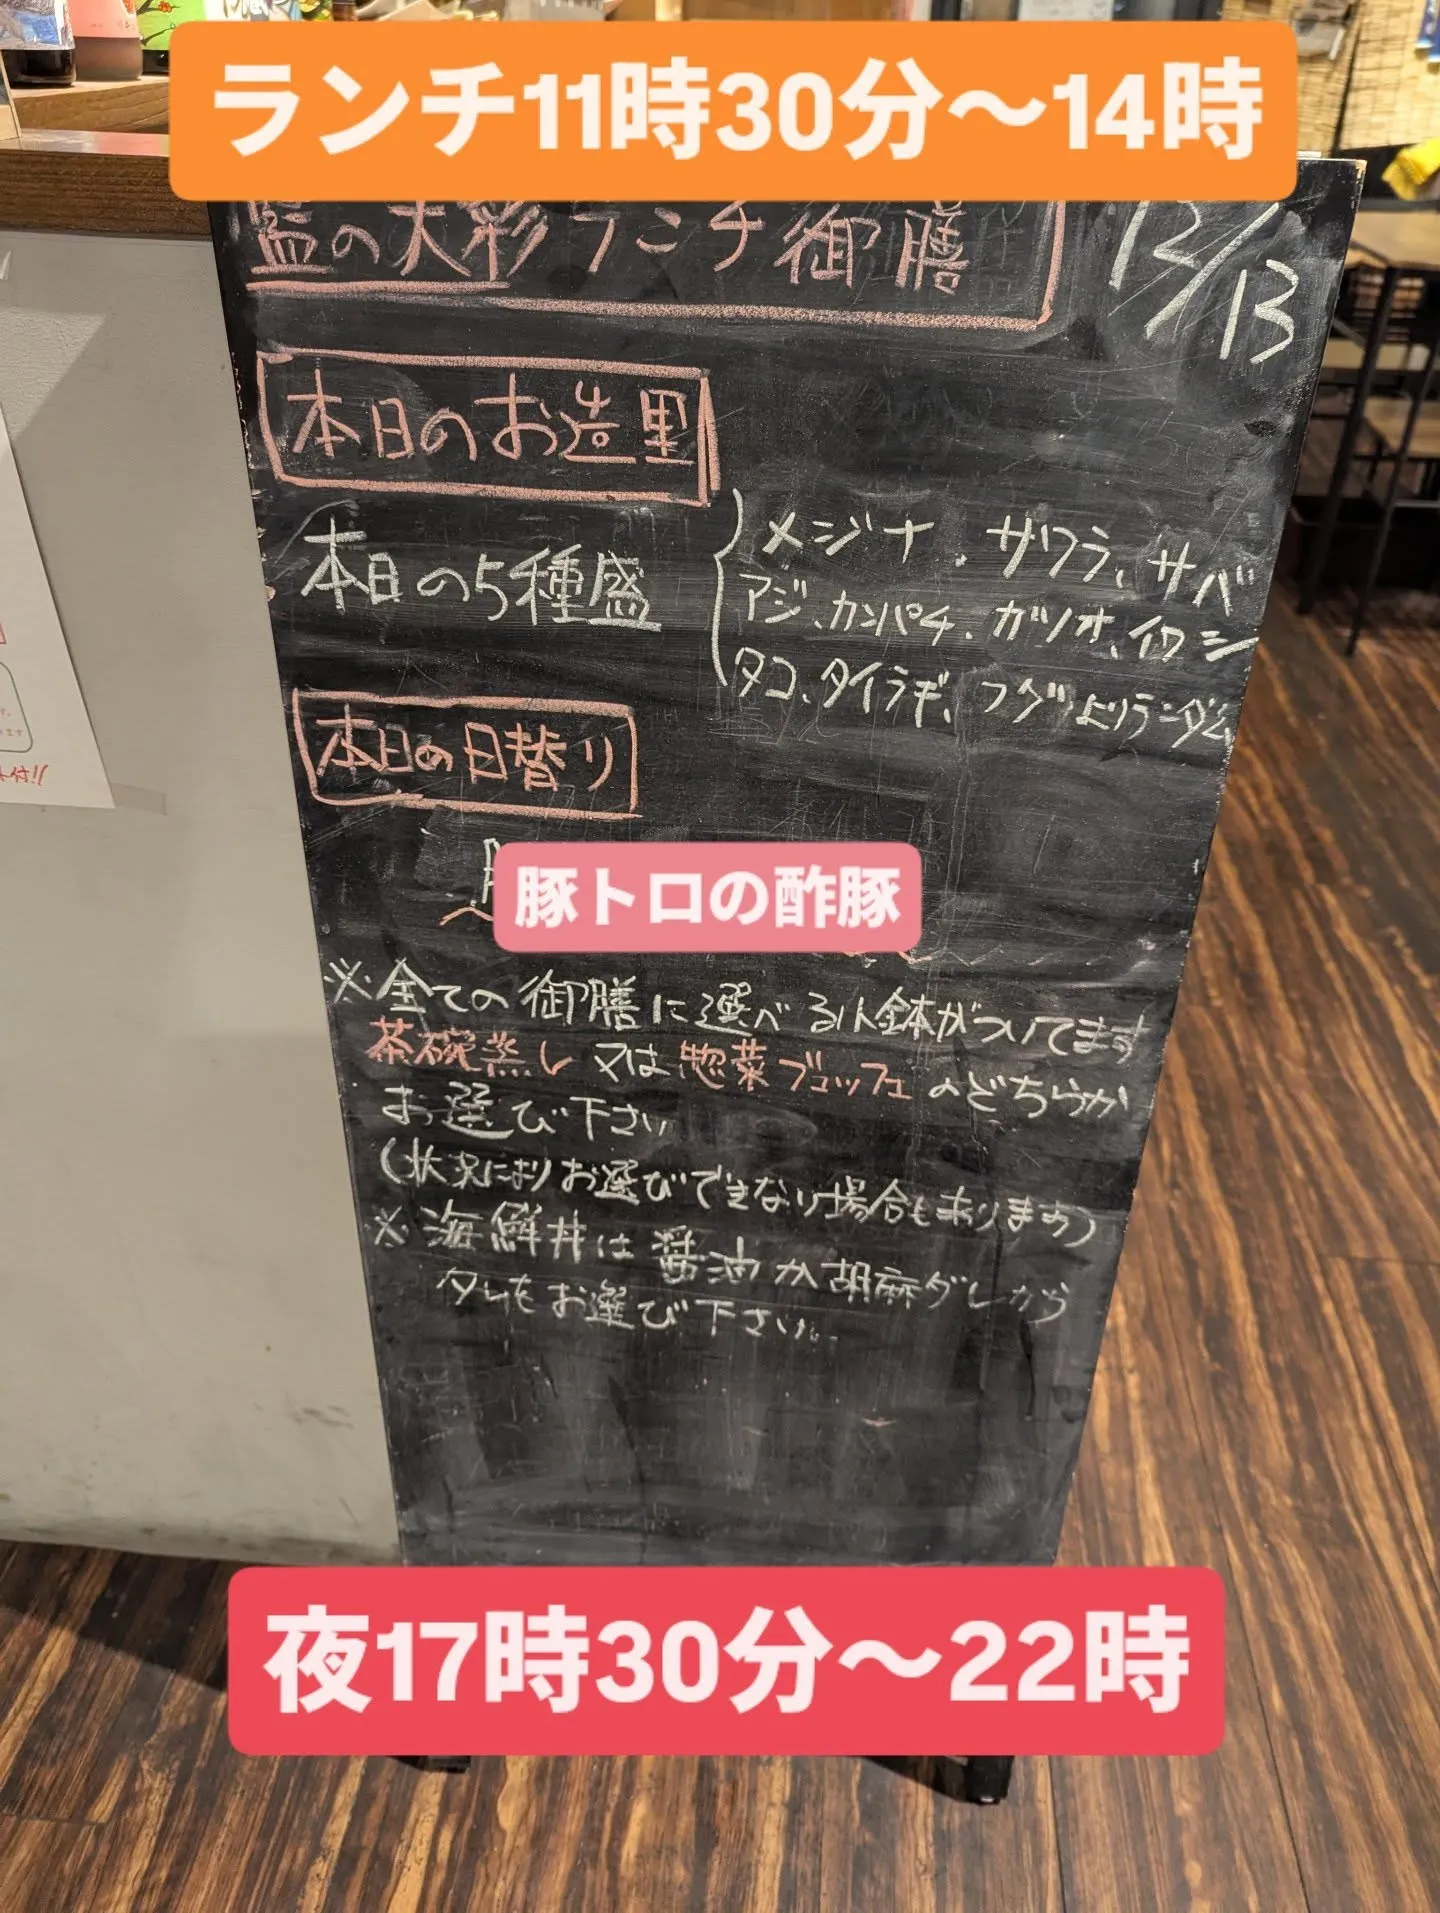 ランチ11時30分〜14時
の大彩ランチ御膳
12/13
本日のお造里
本日の5種盛
メジナ、サワラ、サバ
アジ、カンパチ、ガツオ、イワシ
タコ、タイラギ、フグよりランダム
本日の日替り
豚トロの酢豚
※全ての御膳に選べる小鉢がついてます
茶碗蒸し又は惣菜ブュッフェのどちらか
お選び下さい
(状況によりお選びできない場合もあります)
※海鮮丼は醤油か胡麻ダレから
タレをお選び下さい。
夜17時30分〜22時